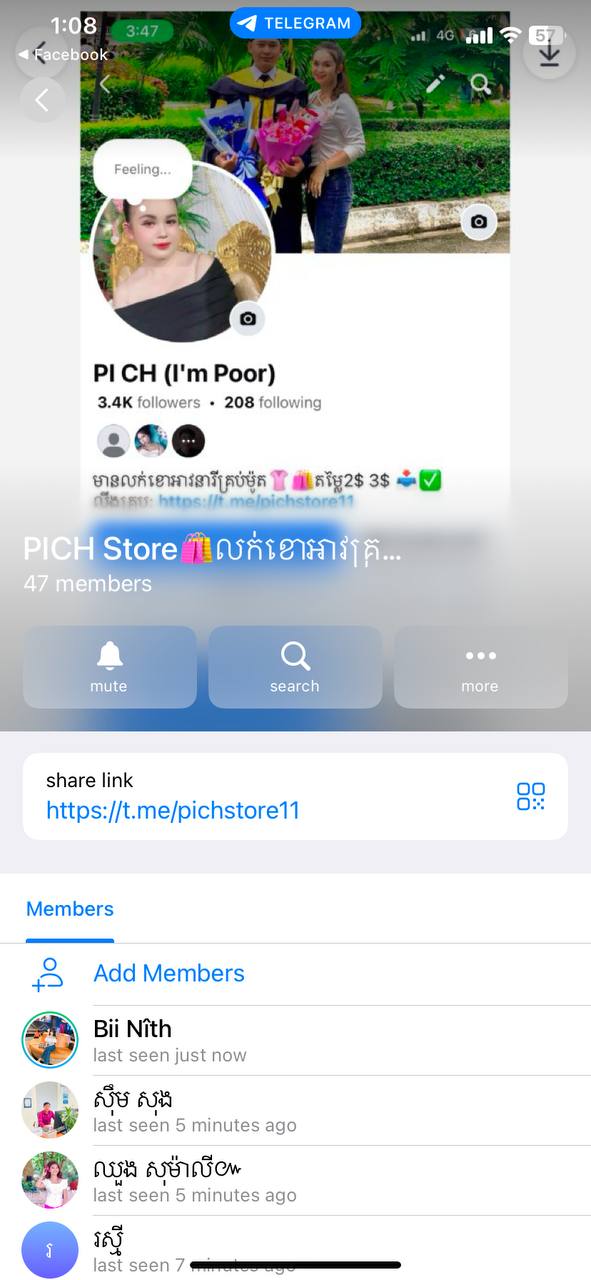 1:08
TELEGRAM
57
Facebook
3:47
4G
Feeling...
PI CH (I'm Poor)
3.4K followers • 208 following
មានលក់ខោអាវនារីគ្រប់ម៉ូត👚🛍️តម្លៃ2$ 3$ 📥✅
លីងគ្រុប: https://t.me/pichstore11
PICH Store🛍️លក់ខោអាវគ្រ...
47 members
mute
search
more
share link
https://t.me/pichstore11
Members
Add Members
Bii Nîth
last seen just now
ស៊ឹម សុង
last seen 5 minutes ago
ឈួង សុម៉ាលី
last seen 5 minutes ago
រ
រស្មី
last seen 7 minutes ago